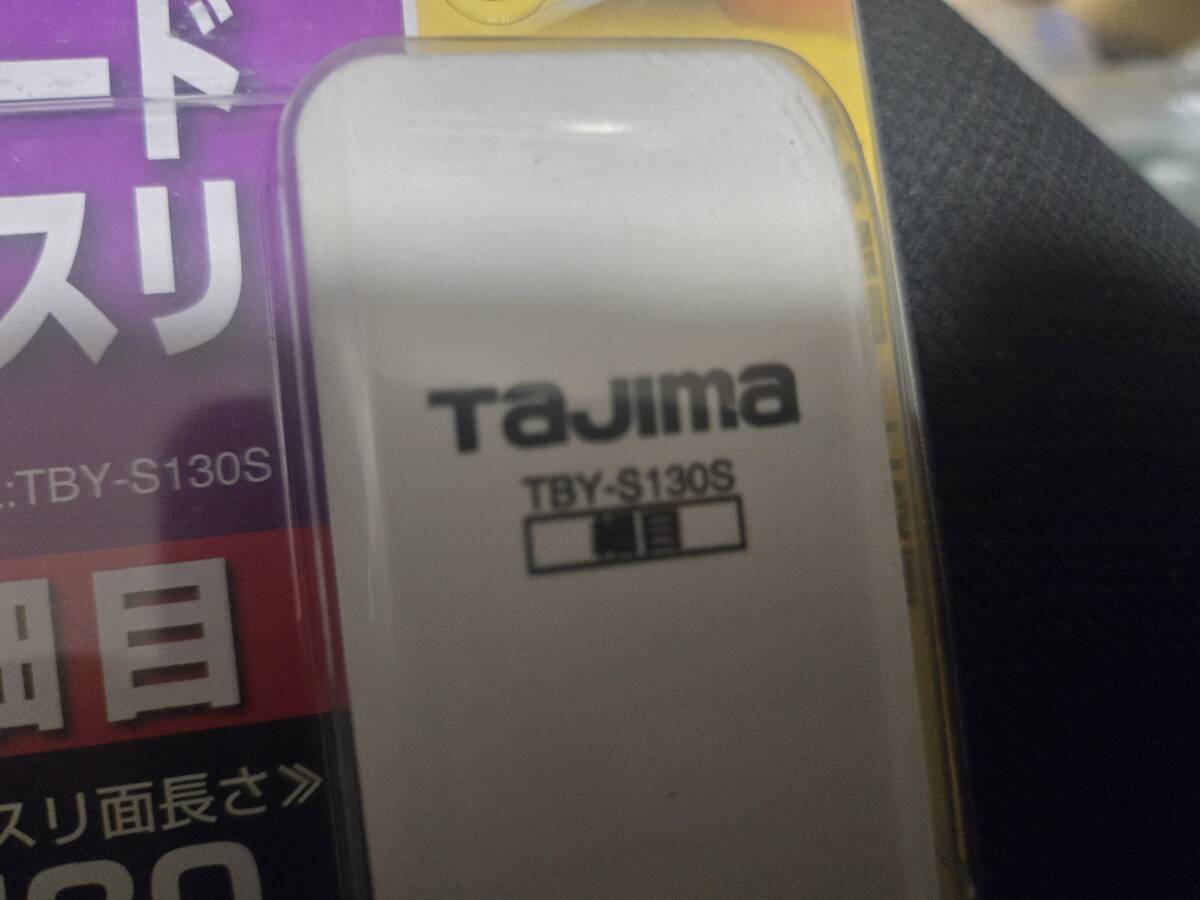 ード
スリ
.:TBY-S130S
細目
スリ面長さ》
Tajima
TBY-S130S
細目